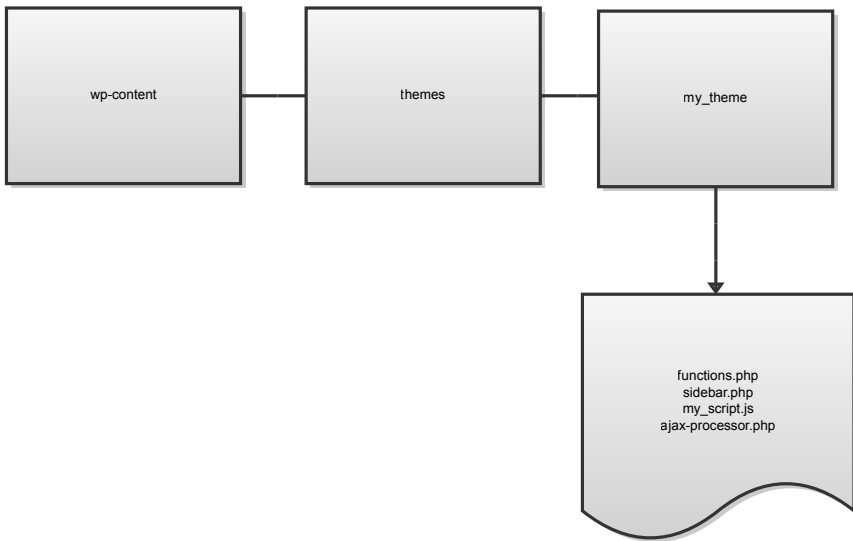 wp-content
themes
my_theme
functions.php
sidebar.php
my_script.js
ajax-processor.php